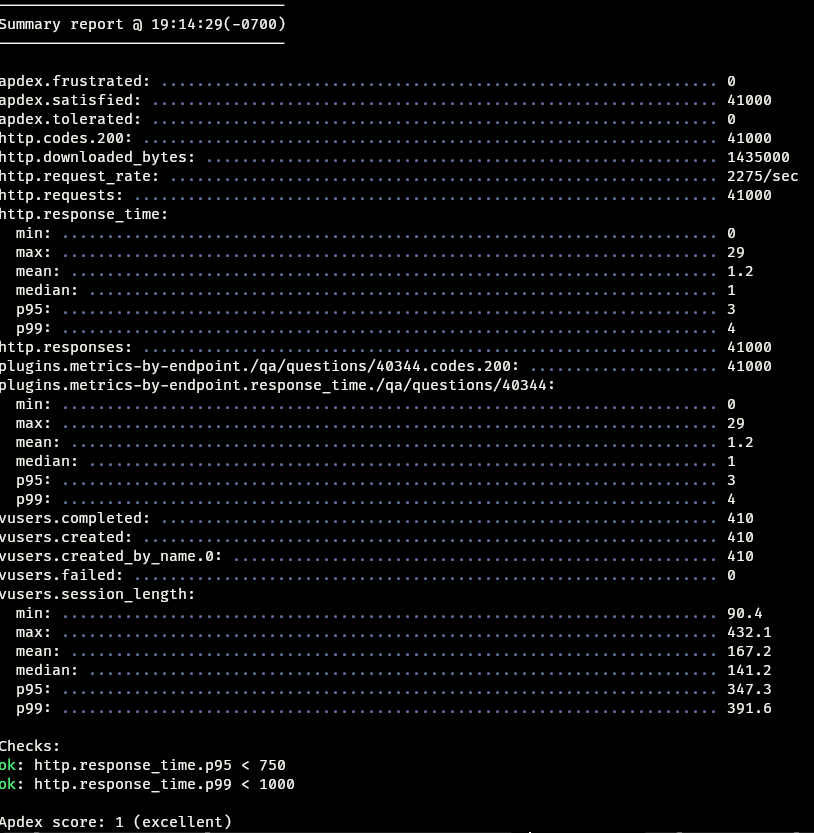 Summary report @ 19:14:29(-0700)
apdex.frustrated: .............................................................. 0
apdex.satisfied: ............................................................... 41000
apdex.tolerated: ............................................................... 0
http.codes.200: ................................................................ 41000
http.downloaded_bytes: ......................................................... 1435000
http.request_rate: ............................................................. 2275/sec
http.requests: ................................................................. 41000
http.response_time:
  min: ......................................................................... 0
  max: ......................................................................... 29
  mean: ........................................................................ 1.2
  median: ...................................................................... 1
  p95: ......................................................................... 3
  p99: ......................................................................... 4
http.responses: ................................................................ 41000
plugins.metrics-by-endpoint./qa/questions/40344.codes.200: ..................... 41000
plugins.metrics-by-endpoint.response_time./qa/questions/40344:
  min: ......................................................................... 0
  max: ......................................................................... 29
  mean: ........................................................................ 1.2
  median: ...................................................................... 1
  p95: ......................................................................... 3
  p99: ......................................................................... 4
vusers.completed: .............................................................. 410
vusers.created: ................................................................ 410
vusers.created_by_name.0: ...................................................... 410
vusers.failed: ................................................................. 0
vusers.session_length:
  min: ......................................................................... 90.4
  max: ......................................................................... 432.1
  mean: ........................................................................ 167.2
  median: ...................................................................... 141.2
  p95: ......................................................................... 347.3
  p99: ......................................................................... 391.6
Checks:
ok: http.response_time.p95 < 750
ok: http.response_time.p99 < 1000
Apdex score: 1 (excellent)